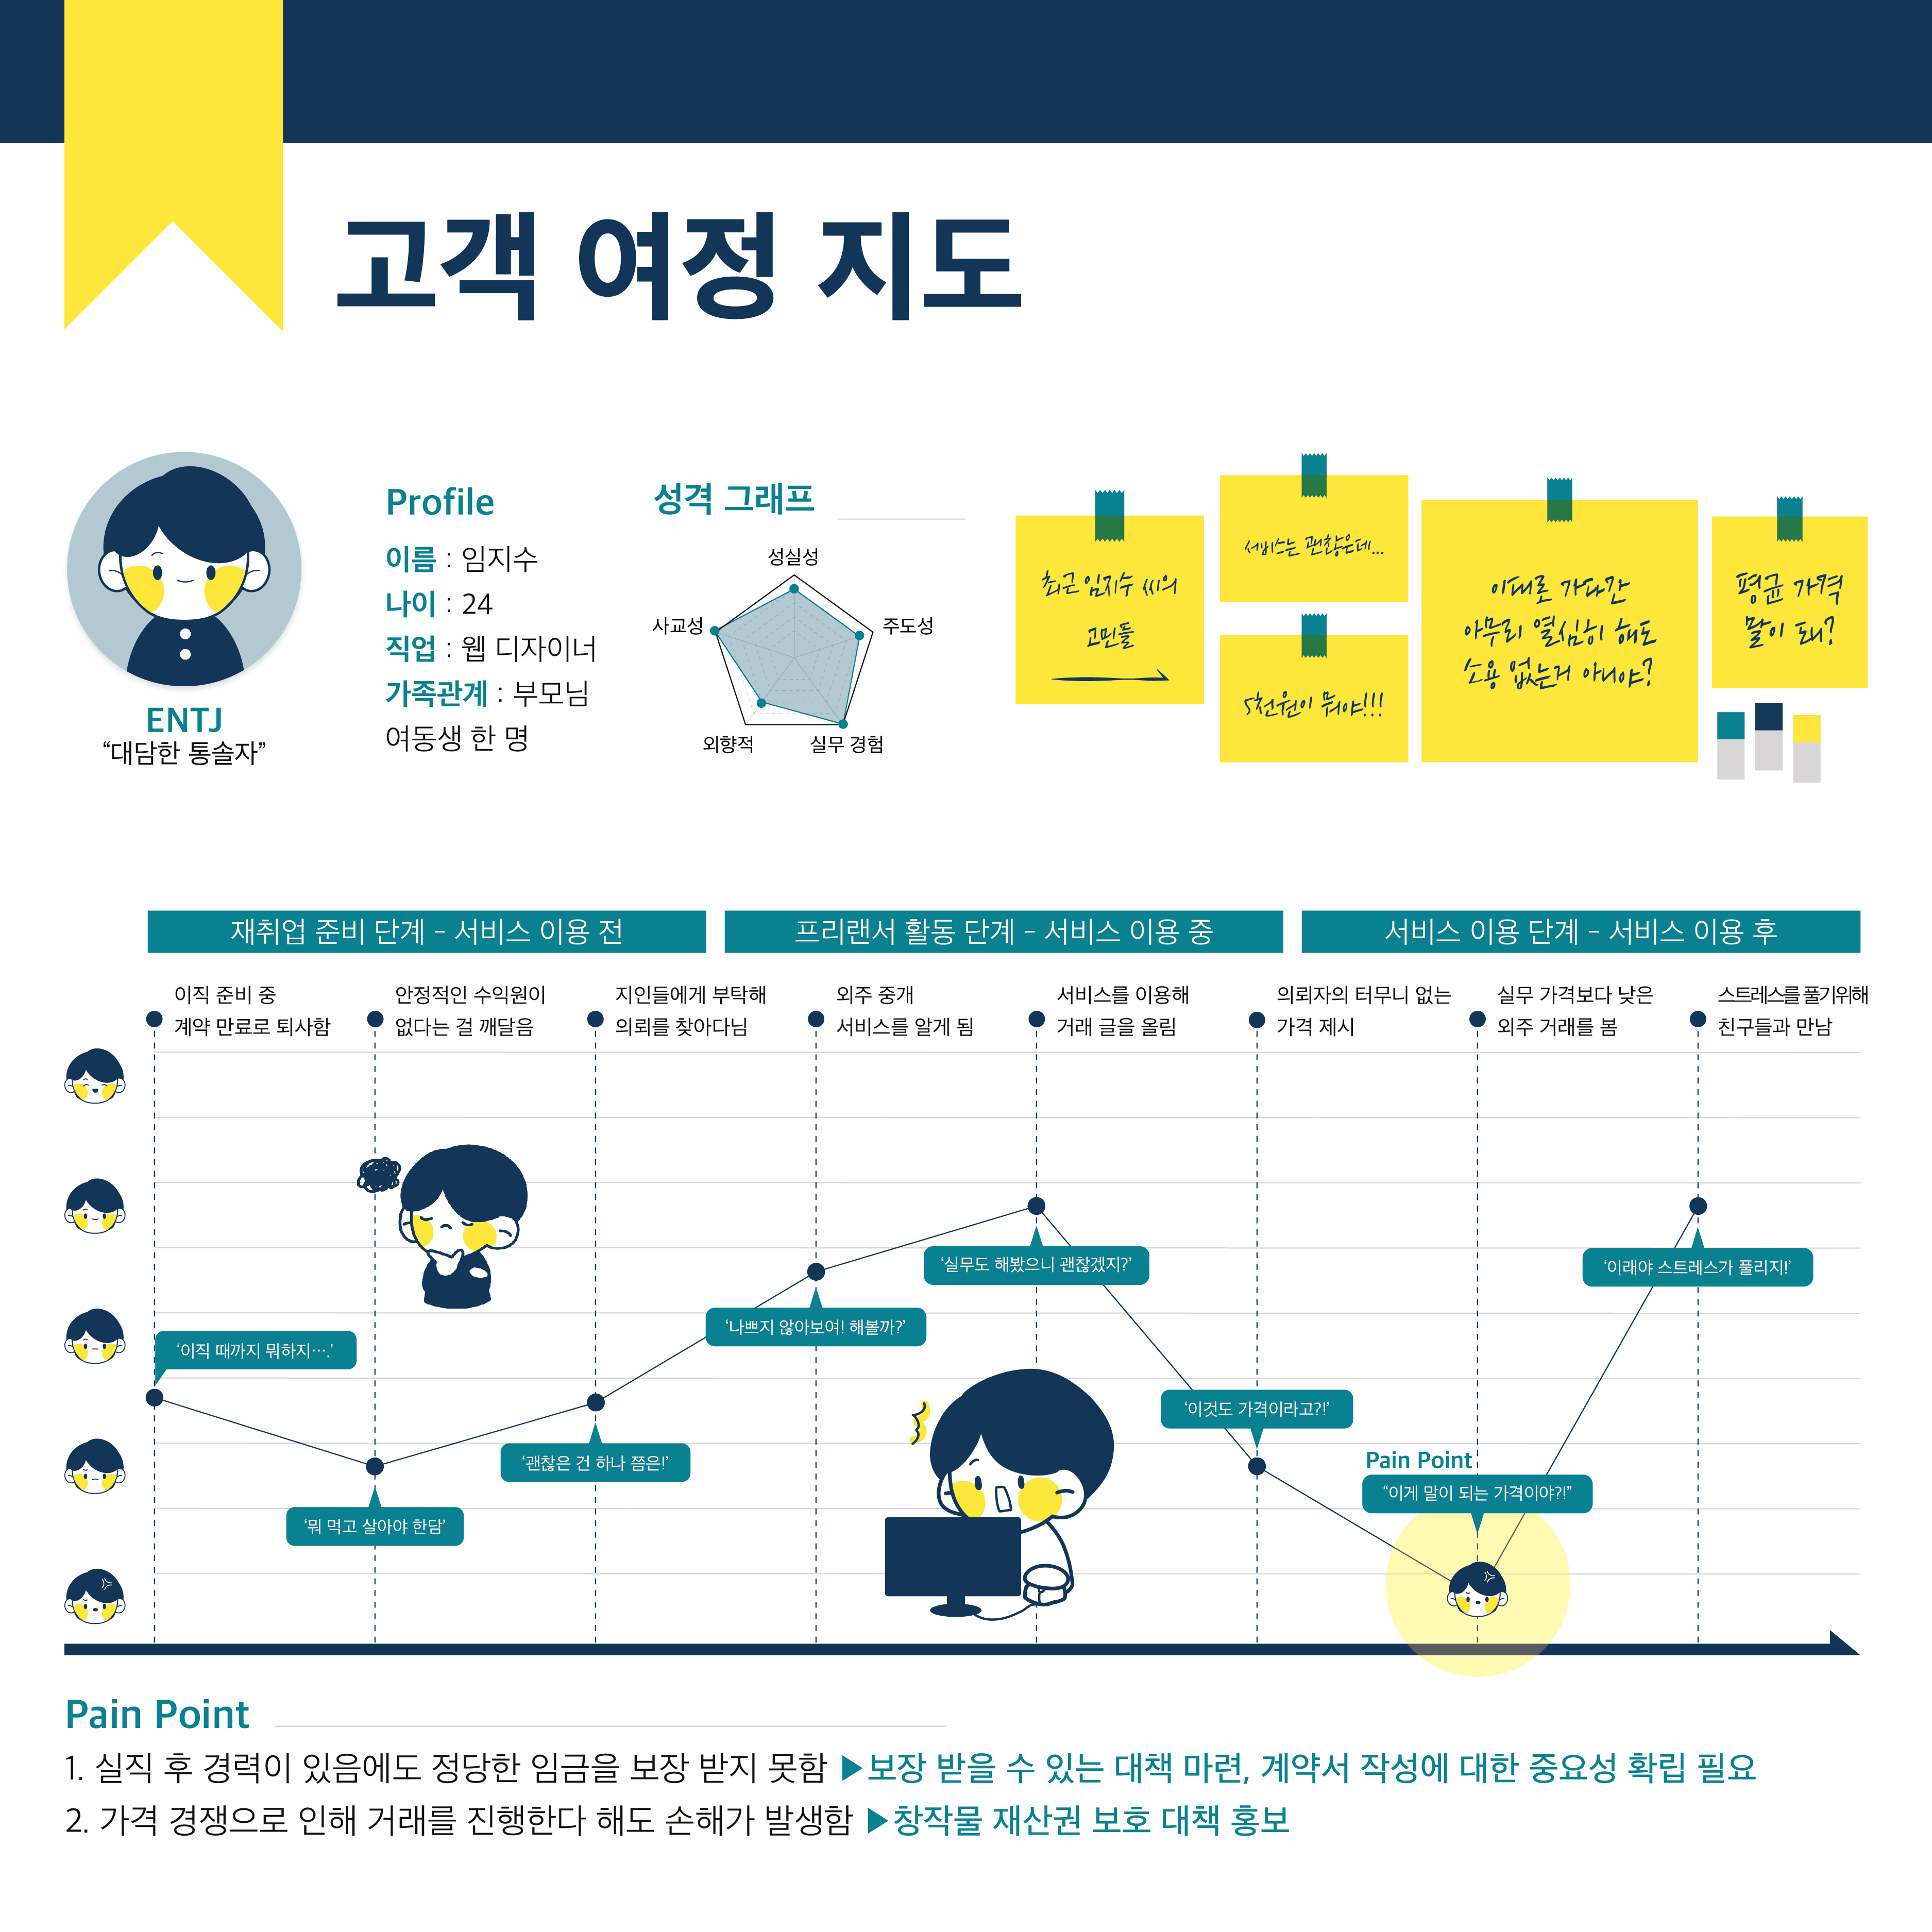 고객 여정 지도
ENTJ
“대담한 통솔자”
Profile
이름 : 임지수
나이 : 24
직업 : 웹 디자이너
가족관계 : 부모님
여동생 한 명
성격 그래프
성실성
사교성
주도성
외향적
실무 경험
최근 임지수 씨의
고민들
서비스는 괜찮은데...
5천원이 뭐야!!!
이대로 가다간
아무리 열심히 해도
소용 없는거 아니야?
평균 가격
말이 돼?
재취업 준비 단계 - 서비스 이용 전
프리랜서 활동 단계 - 서비스 이용 중
서비스 이용 단계 - 서비스 이용 후
이직 준비 중
계약 만료로 퇴사함
안정적인 수익원이
없다는 걸 깨달음
지인들에게 부탁해
의뢰를 찾아다님
외주 중개
서비스를 알게 됨
서비스를 이용해
거래 글을 올림
의뢰자의 터무니 없는
가격 제시
실무 가격보다 낮은
외주 거래를 봄
스트레스를 풀기위해
친구들과 만남
‘이직 때까지 뭐하지….’
‘뭐 먹고 살아야 한담’
‘괜찮은 건 하나 쯤은!’
‘나쁘지 않아보여! 해볼까?’
‘실무도 해봤으니 괜찮겠지?’
‘이것도 가격이라고?!’
Pain Point
“이게 말이 되는 가격이야?!”
‘이래야 스트레스가 풀리지!’
Pain Point
1. 실직 후 경력이 있음에도 정당한 임금을 보장 받지 못함 ▶보장 받을 수 있는 대책 마련, 계약서 작성에 대한 중요성 확립 필요
2. 가격 경쟁으로 인해 거래를 진행한다 해도 손해가 발생함 ▶창작물 재산권 보호 대책 홍보